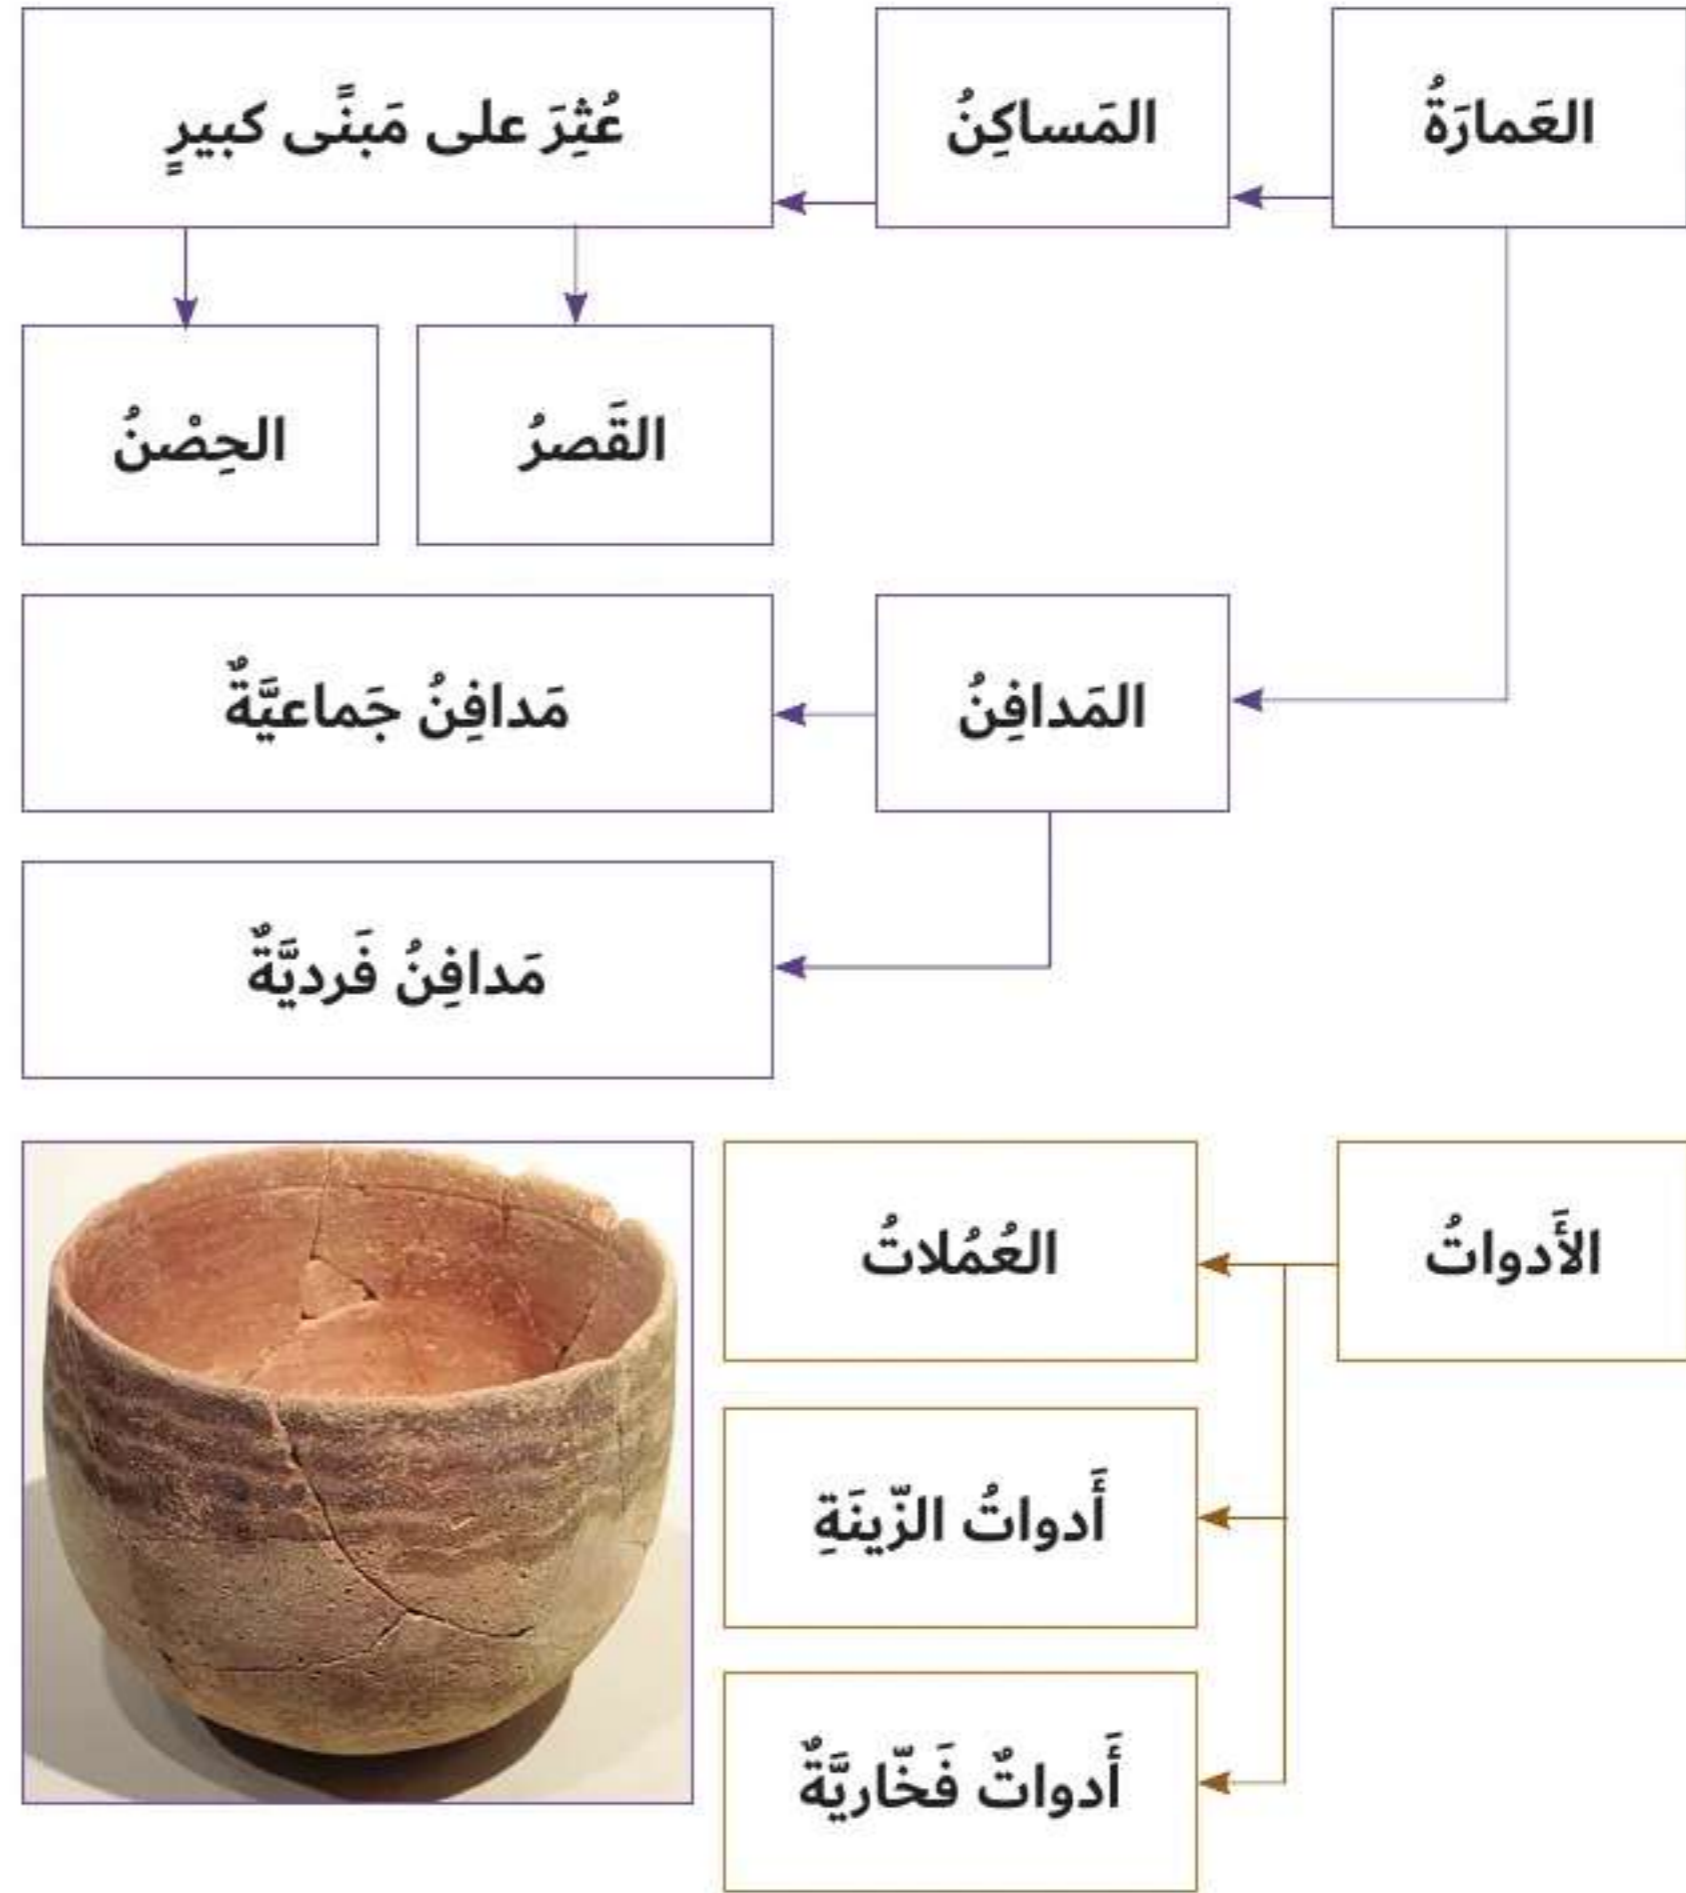 العَمارَةُ
المَساكِنُ
عُثِرَ على مَبنًى كبيرٍ
القَصرُ
الحِصْنُ
المَدافِنُ
مَدافِنُ جَماعيَّةٌ
مَدافِنُ فَرديَّةٌ
الأَدواتُ
العُمُلاتُ
أَدواتُ الزّينَةِ
أَدواتٌ فَخّاريَّةٌ